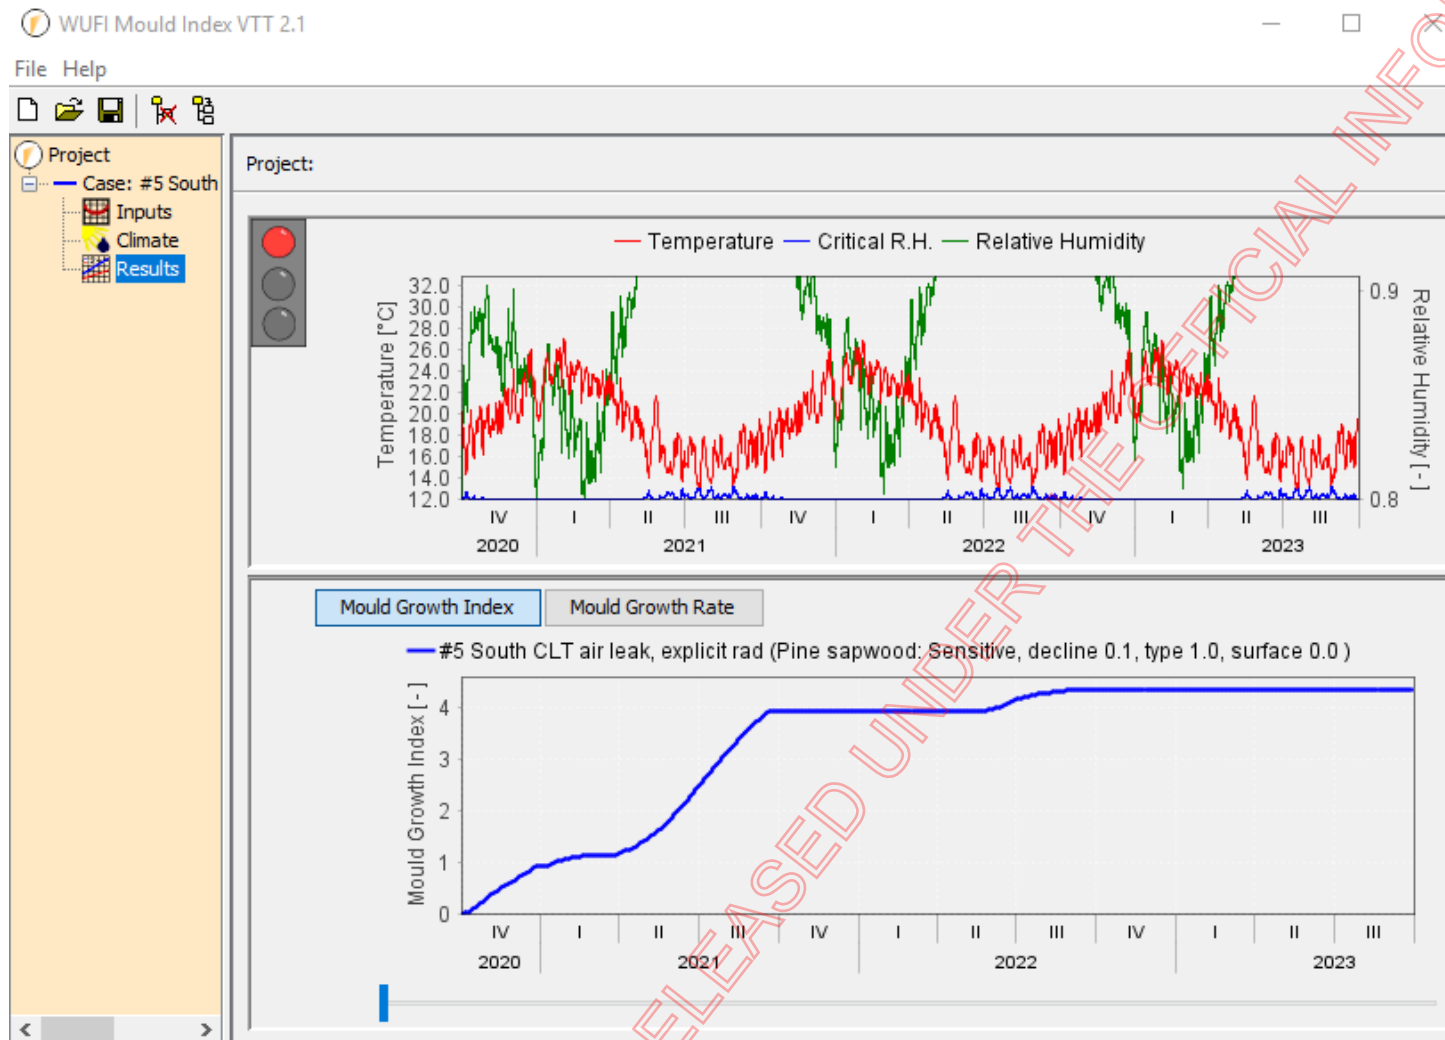 WUFI Mould Index VTT 2.1
File Help
Project
Case: #5 South
Inputs
Climate
Results
Project:
Temperature Critical R.H. Relative Humidity
Temperature [°C]
32.0
30.0
28.0
26.0
24.0
22.0
20.0
18.0
16.0
14.0
12.0
0.9
0.8
Relative Humidity [ - ]
IV I II III IV I II III IV I II III
2020 2021 2022 2023
Mould Growth Index Mould Growth Rate
#5 South CLT air leak, explicit rad (Pine sapwood: Sensitive, decline 0.1, type 1.0, surface 0.0 )
Mould Growth Index [ - ]
4
3
2
1
0
IV I II III IV I II III IV I II III
2020 2021 2022 2023
RELEASED UNDER THE OFFICIAL INFO